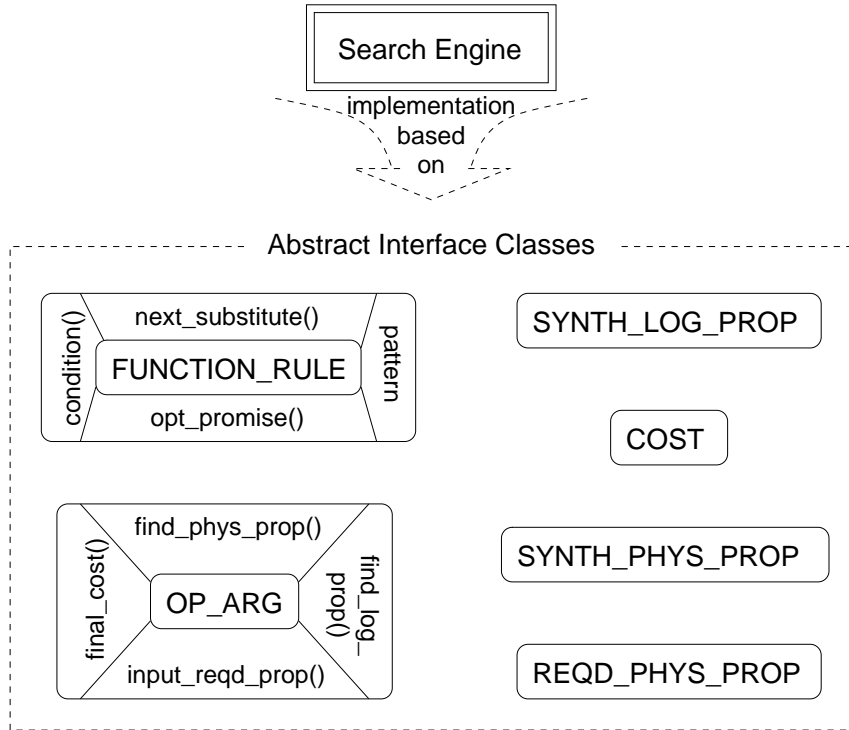 Search Engine
implementation
based
on
Abstract Interface Classes
next_substitute()
condition()
FUNCTION_RULE
pattern
opt_promise()
SYNTH_LOG_PROP
COST
find_phys_prop()
final_cost()
OP_ARG
find_log_
prop()
input_reqd_prop()
SYNTH_PHYS_PROP
REQD_PHYS_PROP